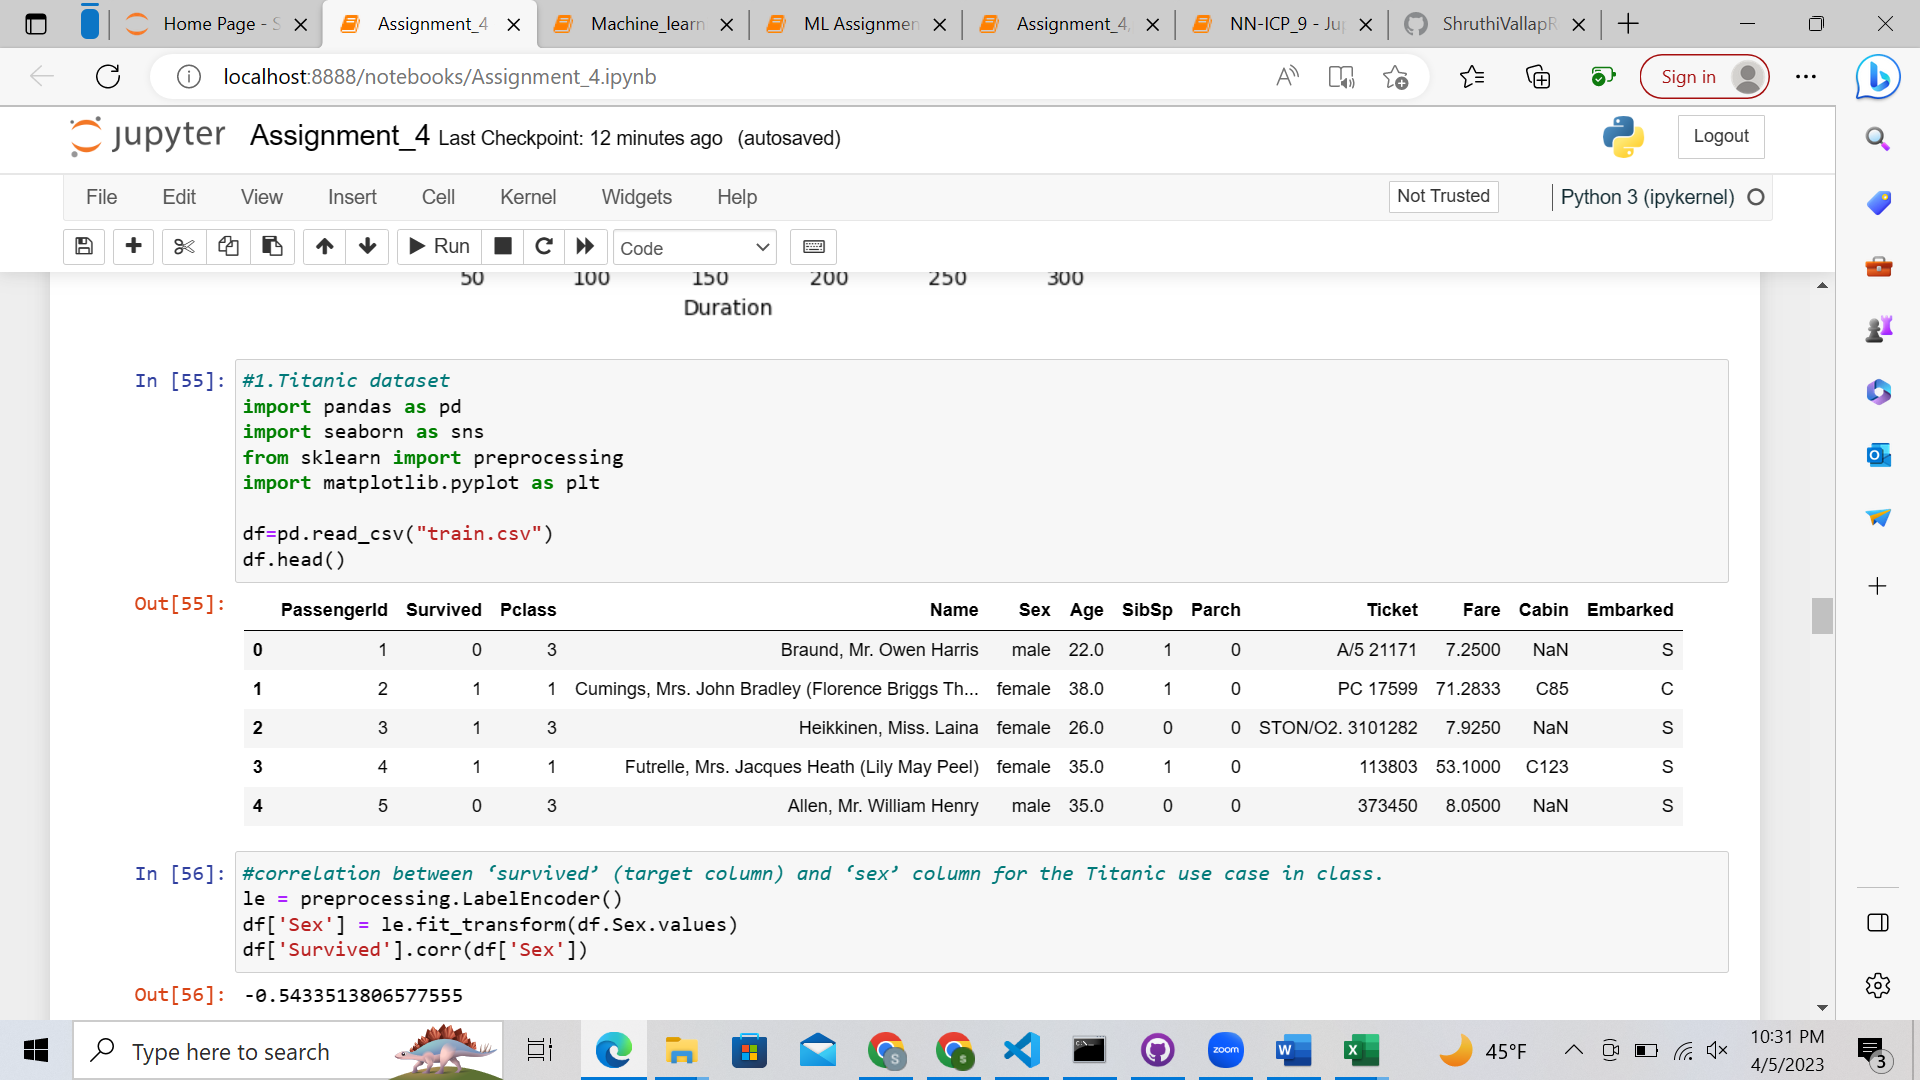 Home Page - S
Assignment_4
Machine_learn
ML Assignmen
Assignment_4
NN-ICP_9 - Ju
ShruthiVallapR
localhost:8888/notebooks/Assignment_4.ipynb
Sign in
jupyter Assignment_4 Last Checkpoint: 12 minutes ago (autosaved)
Logout
File Edit View Insert Cell Kernel Widgets Help
Not Trusted
Python 3 (ipykernel)
Run
Code
50 100 150 200 250 300
Duration
In [55]: #1.Titanic dataset
import pandas as pd
import seaborn as sns
from sklearn import preprocessing
import matplotlib.pyplot as plt
df=pd.read_csv("train.csv")
df.head()
Out[55]:
PassengerId Survived Pclass Name Sex Age SibSp Parch Ticket Fare Cabin Embarked
0 1 0 3 Braund, Mr. Owen Harris male 22.0 1 0 A/5 21171 7.2500 NaN S
1 2 1 1 Cumings, Mrs. John Bradley (Florence Briggs Th... female 38.0 1 0 PC 17599 71.2833 C85 C
2 3 1 3 Heikkinen, Miss. Laina female 26.0 0 0 STON/O2. 3101282 7.9250 NaN S
3 4 1 1 Futrelle, Mrs. Jacques Heath (Lily May Peel) female 35.0 1 0 113803 53.1000 C123 S
4 5 0 3 Allen, Mr. William Henry male 35.0 0 0 373450 8.0500 NaN S
In [56]: #correlation between ‘survived’ (target column) and ‘sex’ column for the Titanic use case in class.
le = preprocessing.LabelEncoder()
df['Sex'] = le.fit_transform(df.Sex.values)
df['Survived'].corr(df['Sex'])
Out[56]: -0.5433513806577555
Type here to search
zoom
45°F
10:31 PM
4/5/2023
3